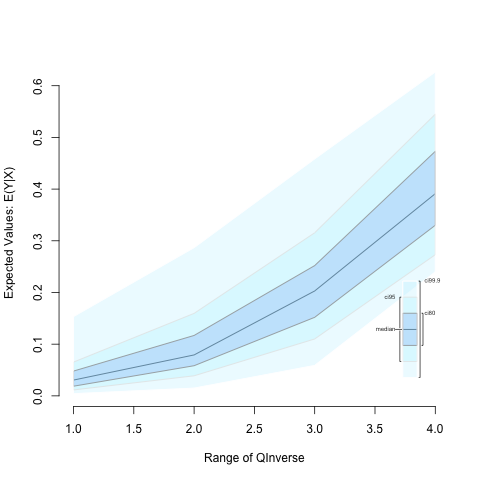 Expected Values: E(Y|X)
0.6
0.5
0.4
0.3
0.2
0.1
0.0
ci99.9
ci95
ci80
median
1.0 1.5 2.0 2.5 3.0 3.5 4.0
Range of QInverse